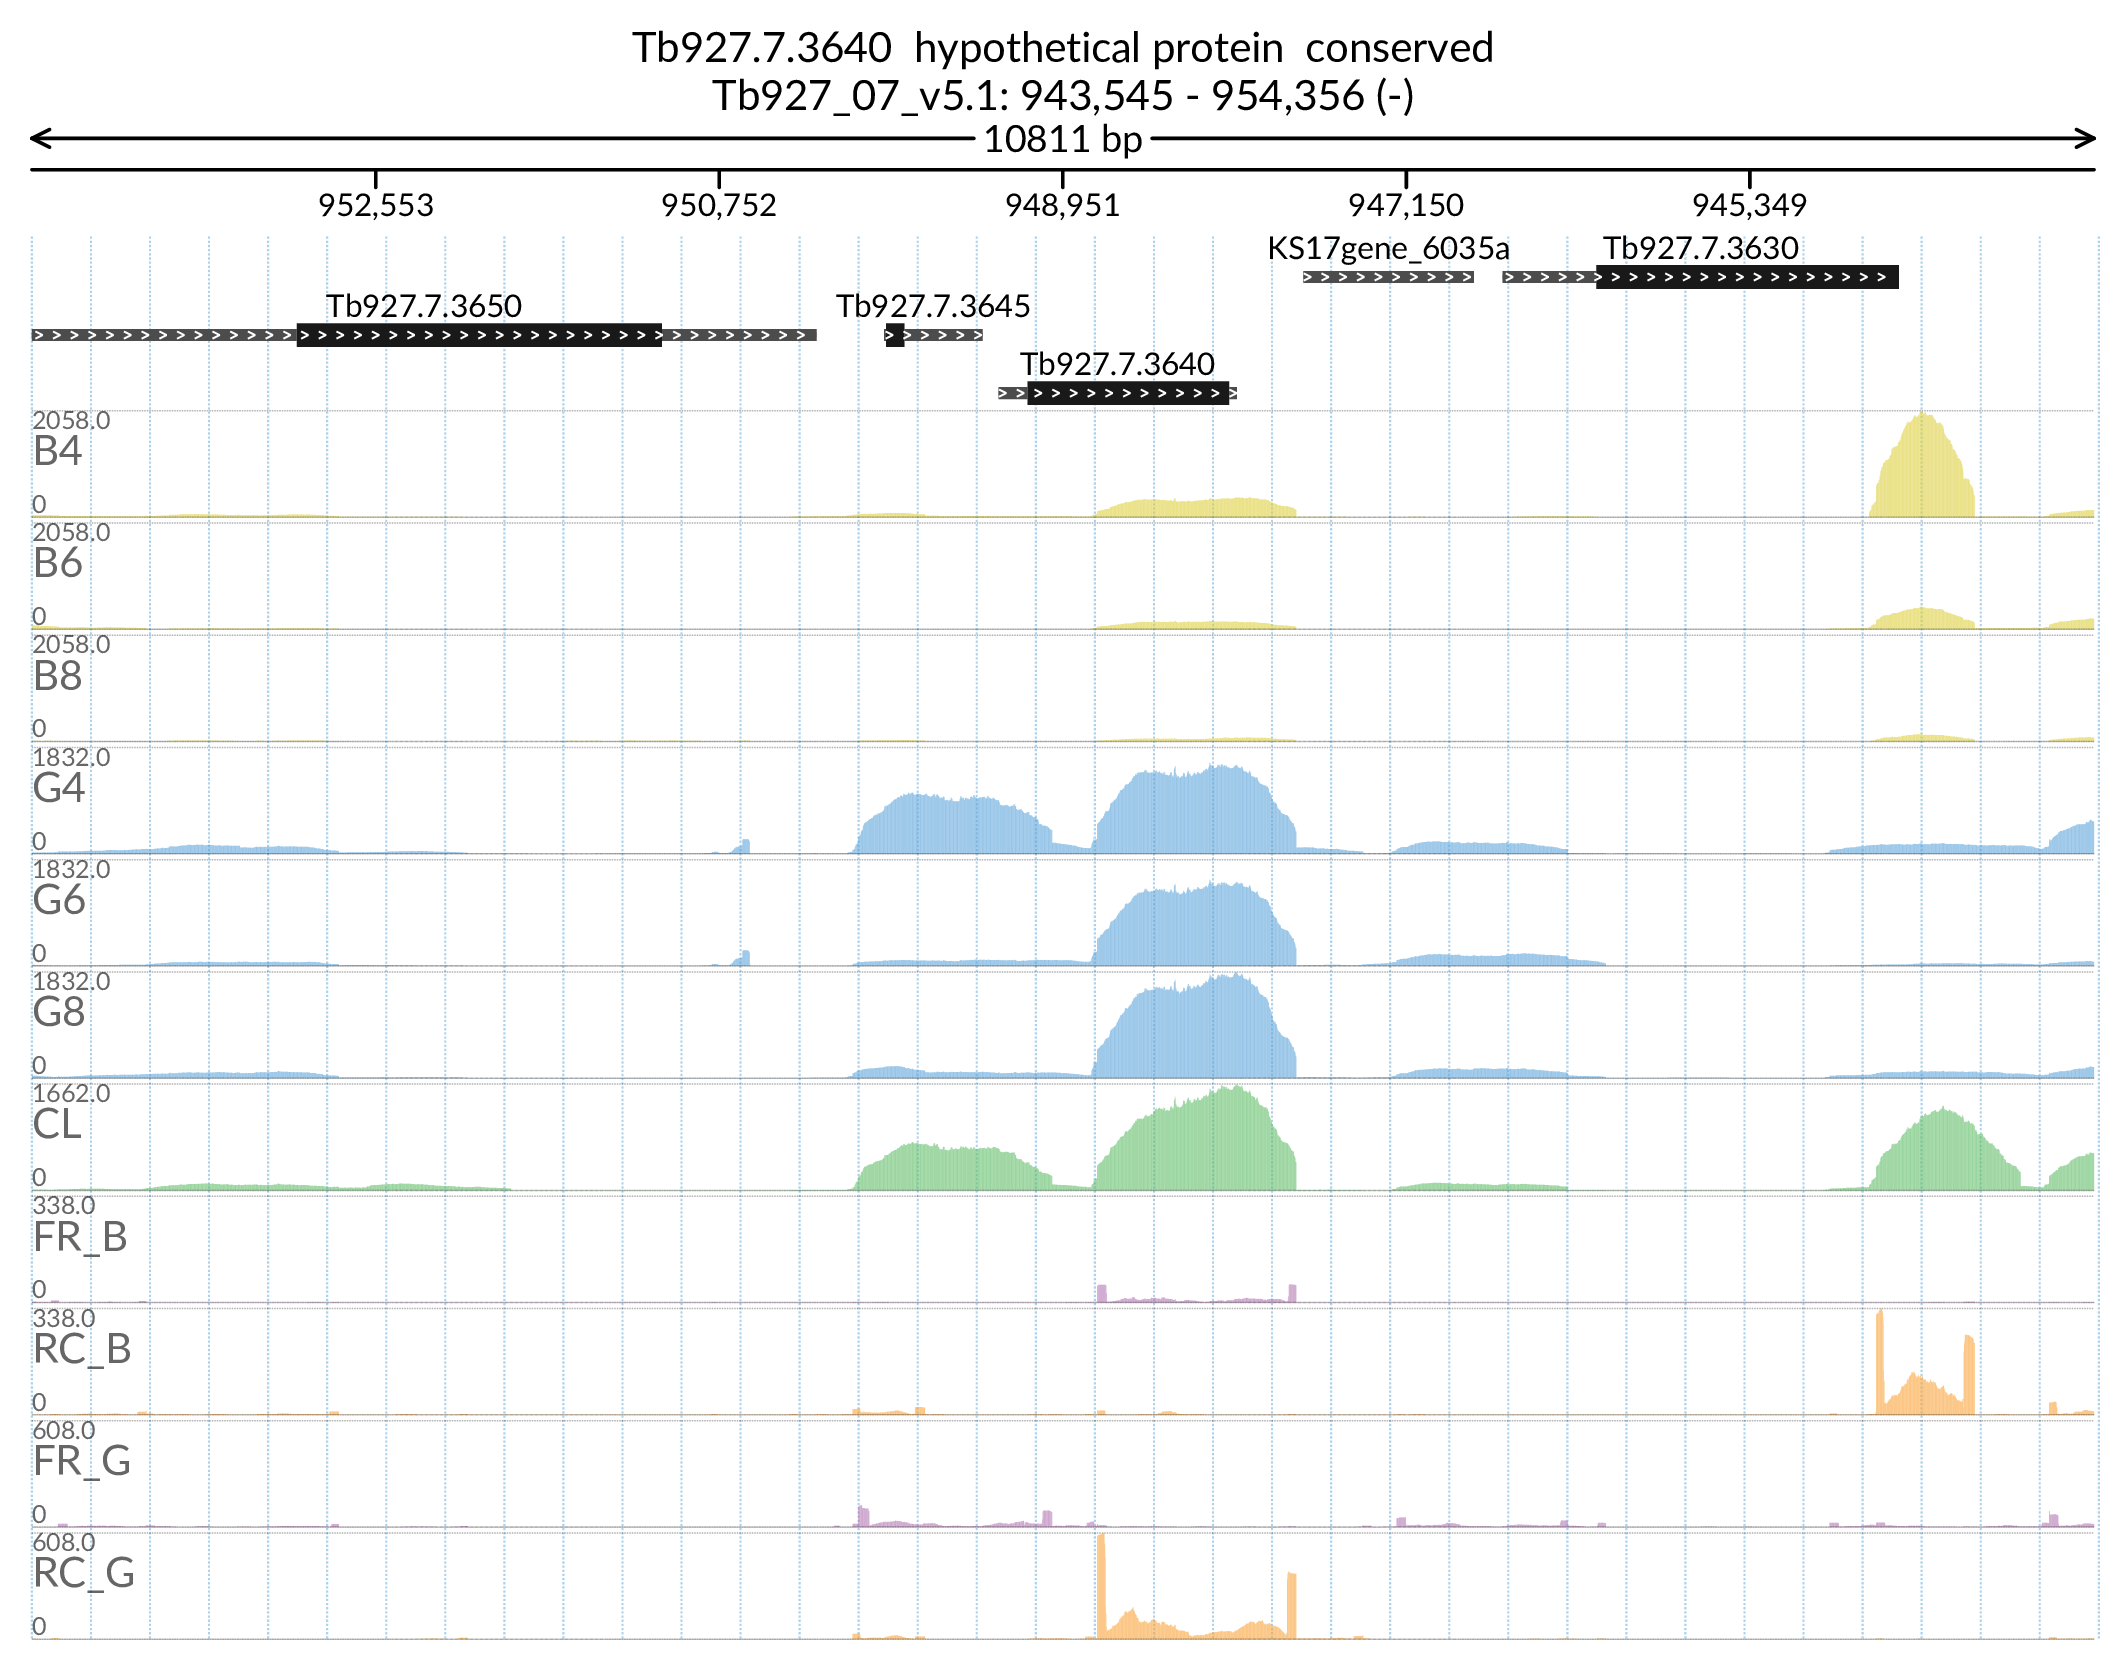 Tb927.7.3640  hypothetical protein  conserved
Tb927_07_v5.1: 943,545 - 954,356 (-)
10811 bp
952,553 950,752 948,951 947,150 945,349
KS17gene_6035a Tb927.7.3630
Tb927.7.3650 Tb927.7.3645
Tb927.7.3640
2058.0
B4
0
2058.0
B6
0
2058.0
B8
0
1832.0
G4
0
1832.0
G6
0
1832.0
G8
0
1662.0
CL
0
338.0
FR_B
0
338.0
RC_B
0
608.0
FR_G
0
608.0
RC_G
0